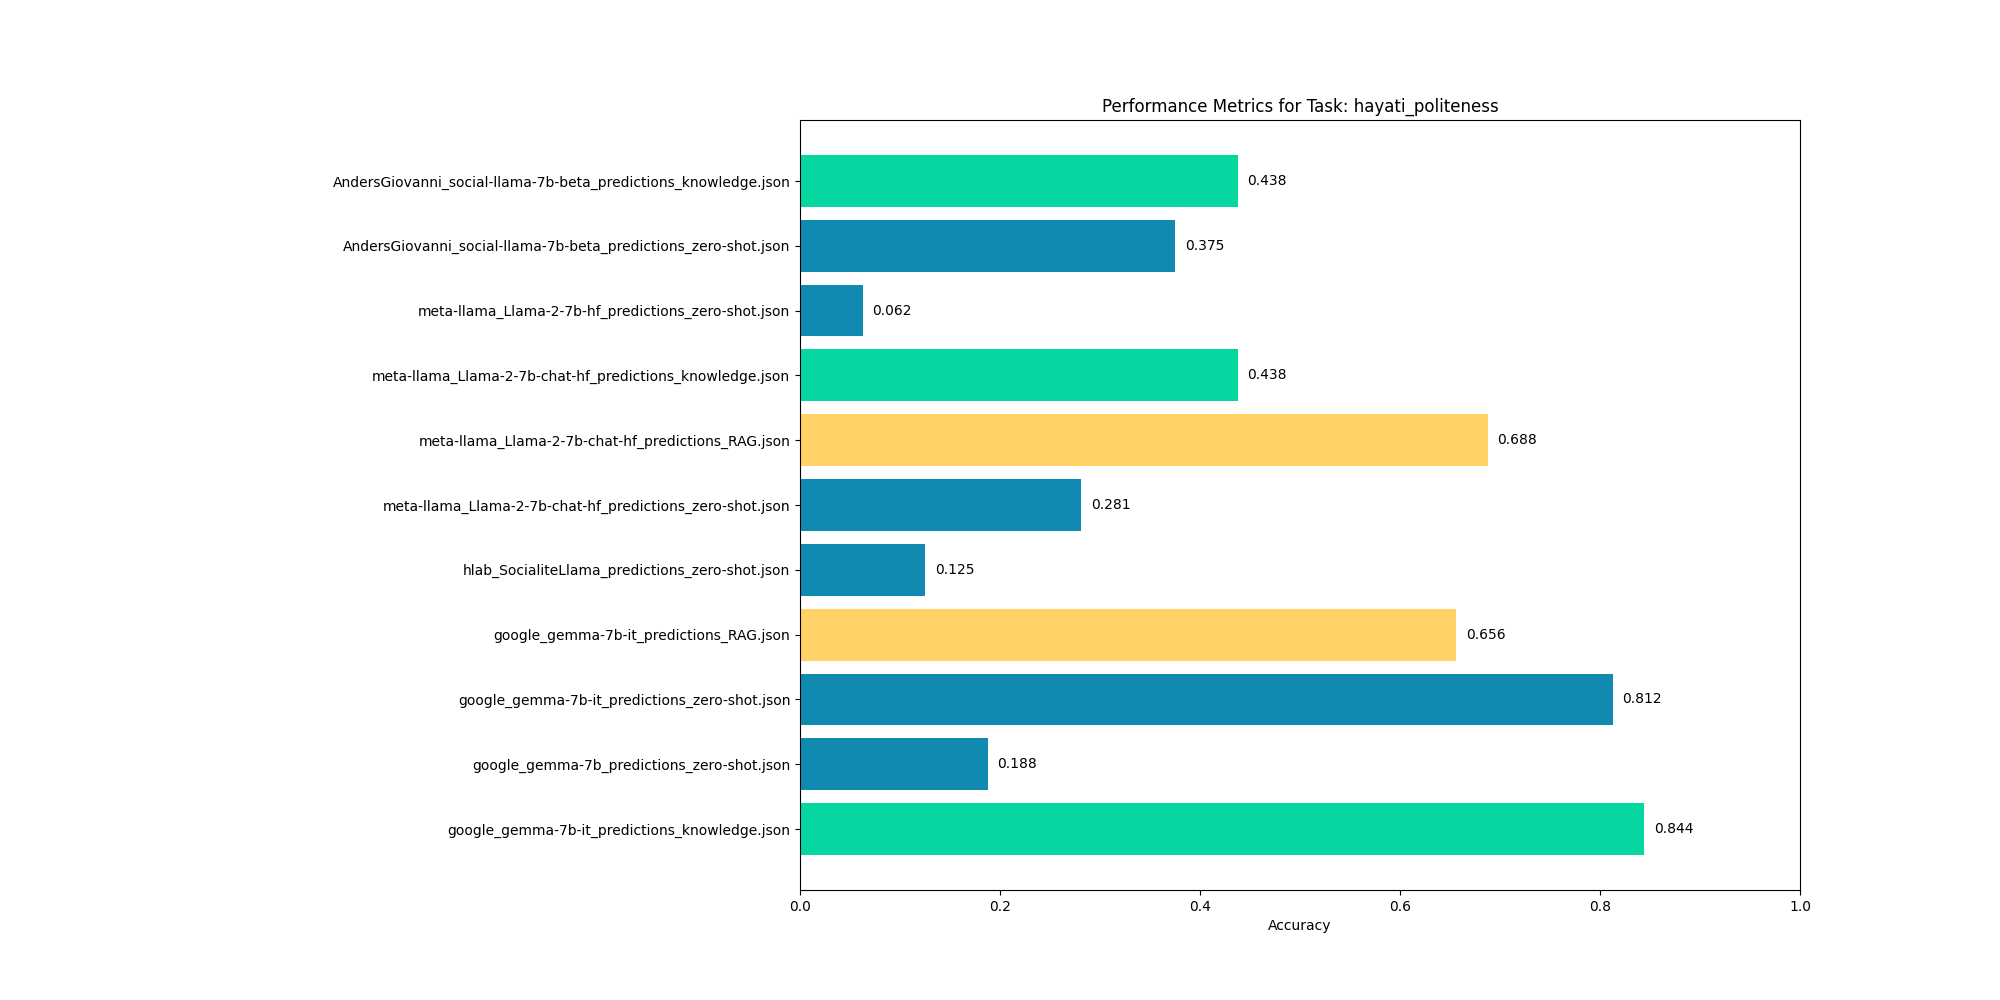 Performance Metrics for Task: hayati_politeness
AndersGiovanni_social-llama-7b-beta_predictions_knowledge.json 0.438
AndersGiovanni_social-llama-7b-beta_predictions_zero-shot.json 0.375
meta-llama_Llama-2-7b-hf_predictions_zero-shot.json 0.062
meta-llama_Llama-2-7b-chat-hf_predictions_knowledge.json 0.438
meta-llama_Llama-2-7b-chat-hf_predictions_RAG.json 0.688
meta-llama_Llama-2-7b-chat-hf_predictions_zero-shot.json 0.281
hlab_SocialiteLlama_predictions_zero-shot.json 0.125
google_gemma-7b-it_predictions_RAG.json 0.656
google_gemma-7b-it_predictions_zero-shot.json 0.812
google_gemma-7b_predictions_zero-shot.json 0.188
google_gemma-7b-it_predictions_knowledge.json 0.844
0.0 0.2 0.4 0.6 0.8 1.0
Accuracy